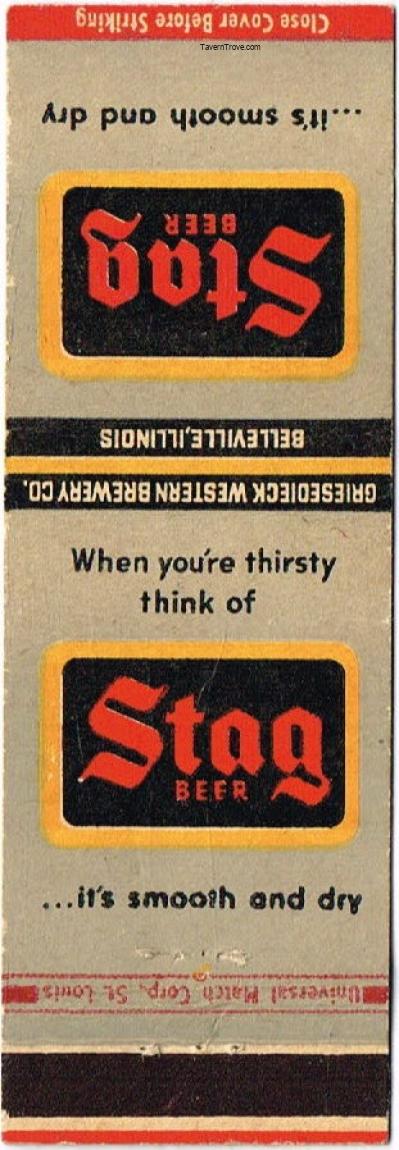 Close Cover Before Striking
TavernTrove.com
...it's smooth and dry
Stag
BEER
BELLEVILLE, ILLINOIS
GRIESEDIECK WESTERN BREWERY CO.
When you're thirsty
think of
Stag
BEER
...it's smooth and dry
Universal Match Corp., St. Louis